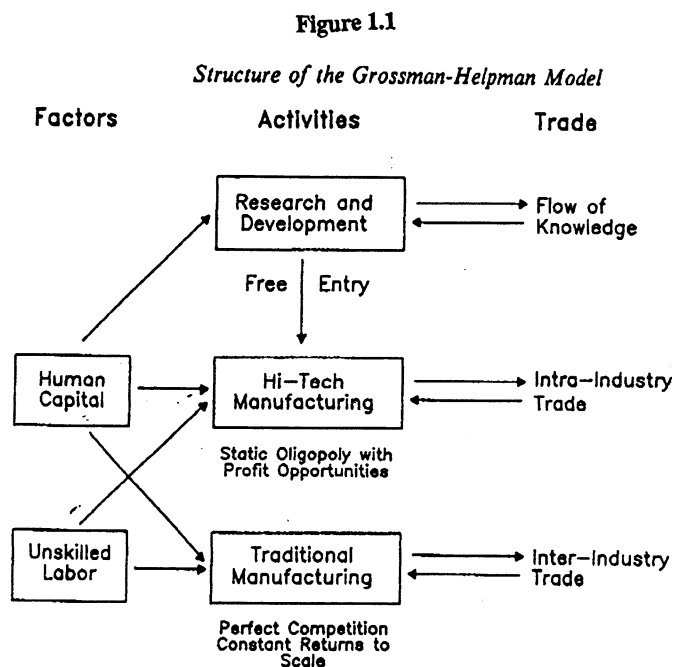 Figure 1.1
Structure of the Grossman-Helpman Model
Factors Activities Trade
Research and
Development
Flow of
Knowledge
Free Entry
Human
Capital
Hi-Tech
Manufacturing
Intra-Industry
Trade
Static Oligopoly with
Profit Opportunities
Unskilled
Labor
Traditional
Manufacturing
Inter-Industry
Trade
Perfect Competition
Constant Returns to
Scale